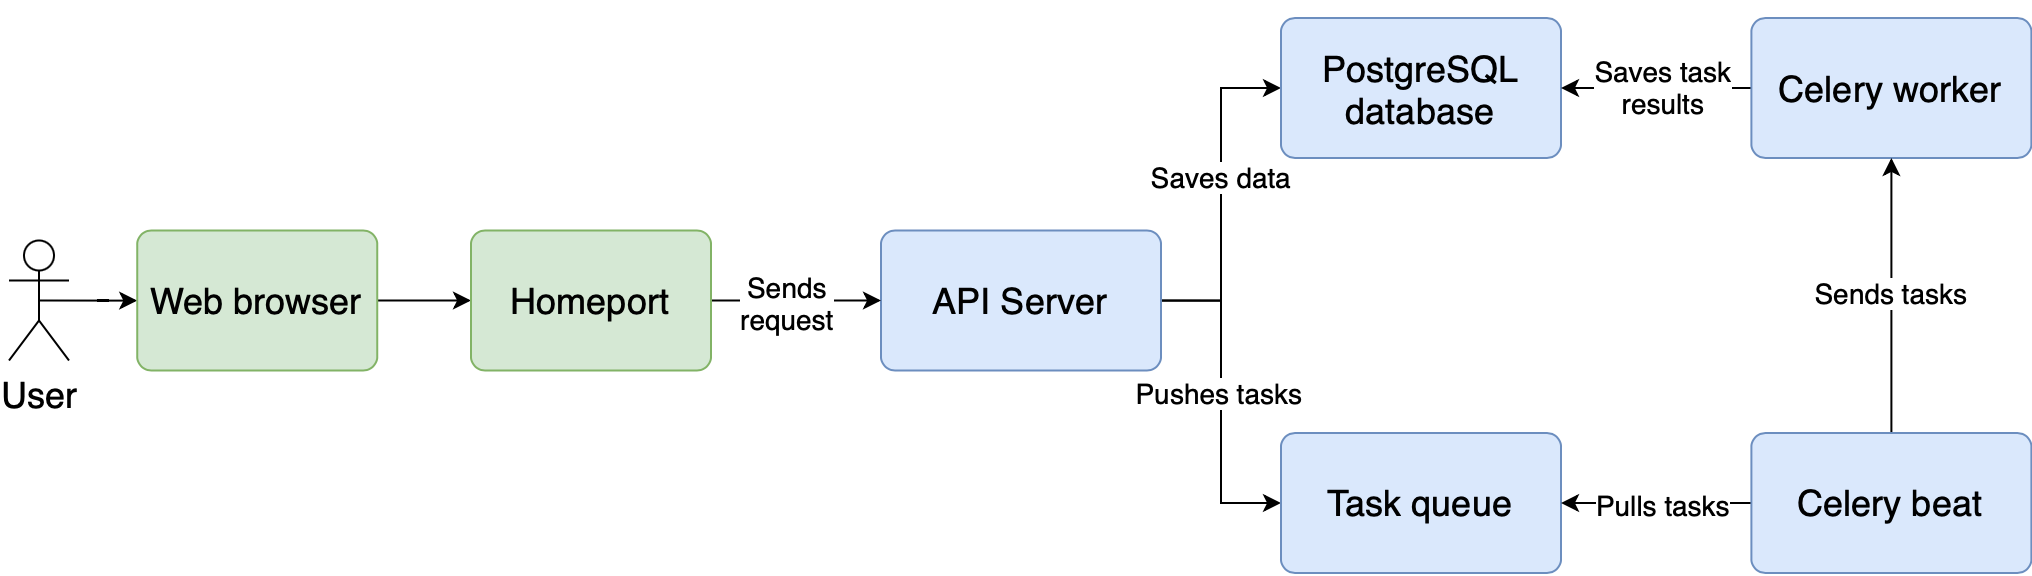 PostgreSQL
database
Saves task
results
Celery worker
Saves data
Web browser
Homeport
Sends
request
API Server
Sends tasks
User
Pushes tasks
Task queue
Pulls tasks
Celery beat